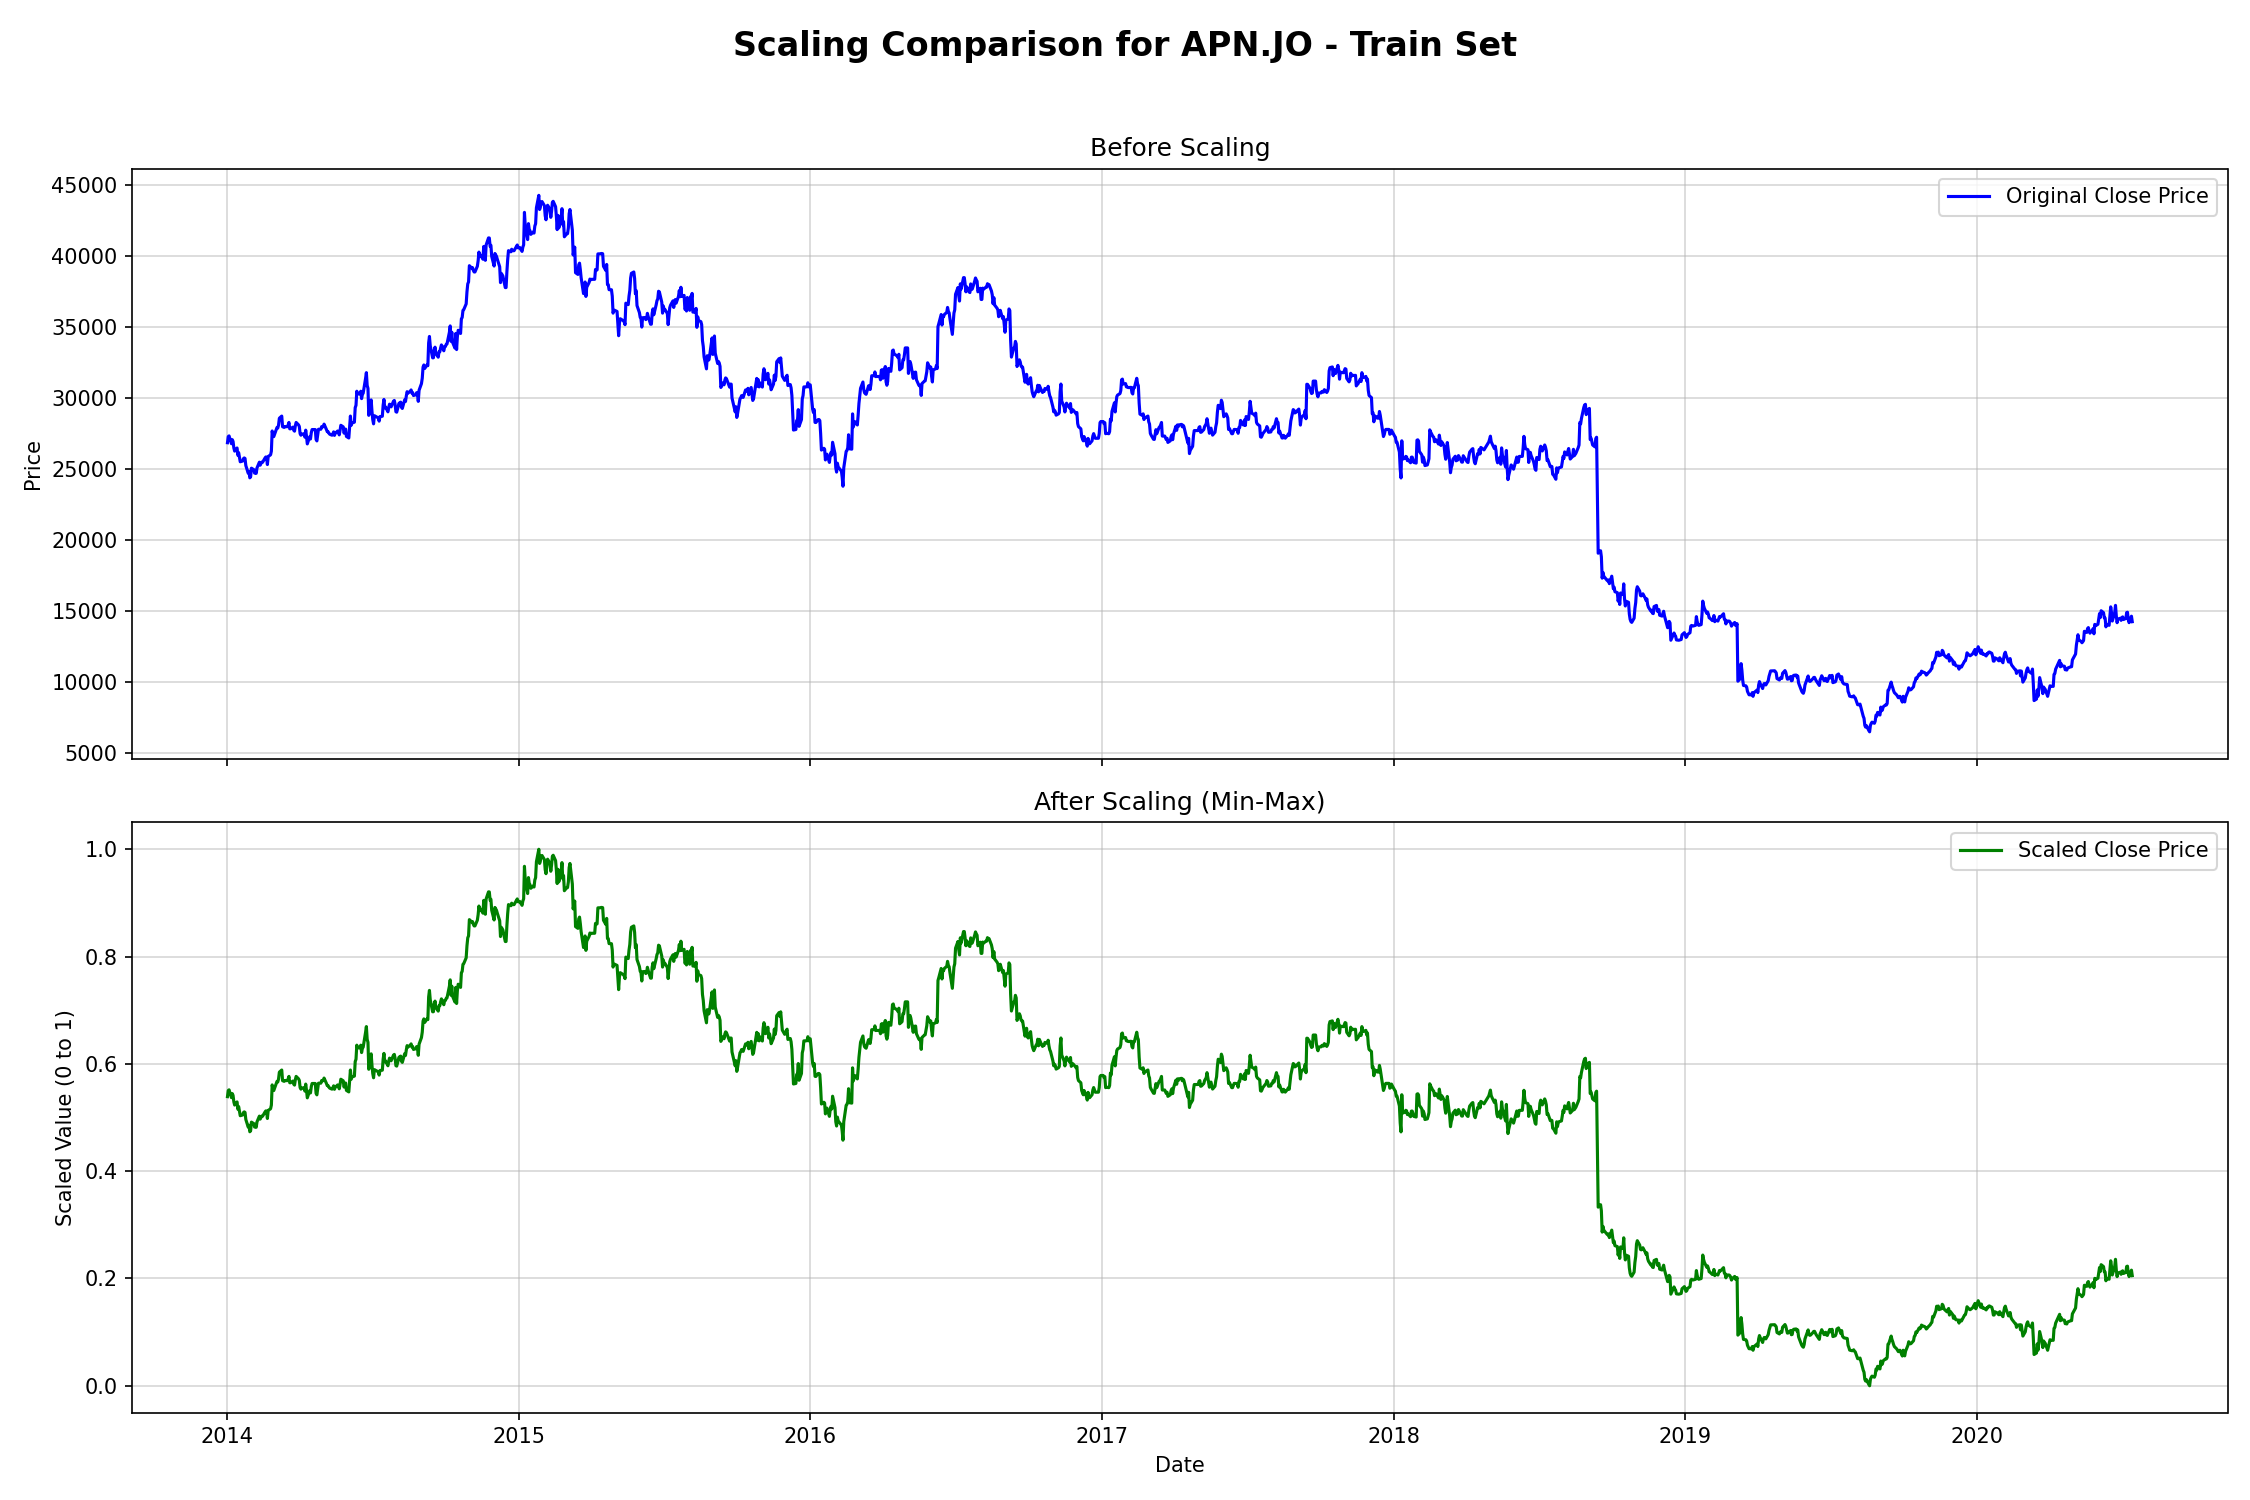 Scaling Comparison for APN.JO - Train Set
Before Scaling
Original Close Price
45000
40000
35000
30000
25000
20000
15000
10000
5000
Price
After Scaling (Min-Max)
Scaled Close Price
1.0
0.8
0.6
0.4
0.2
0.0
Scaled Value (0 to 1)
2014 2015 2016 2017 2018 2019 2020
Date